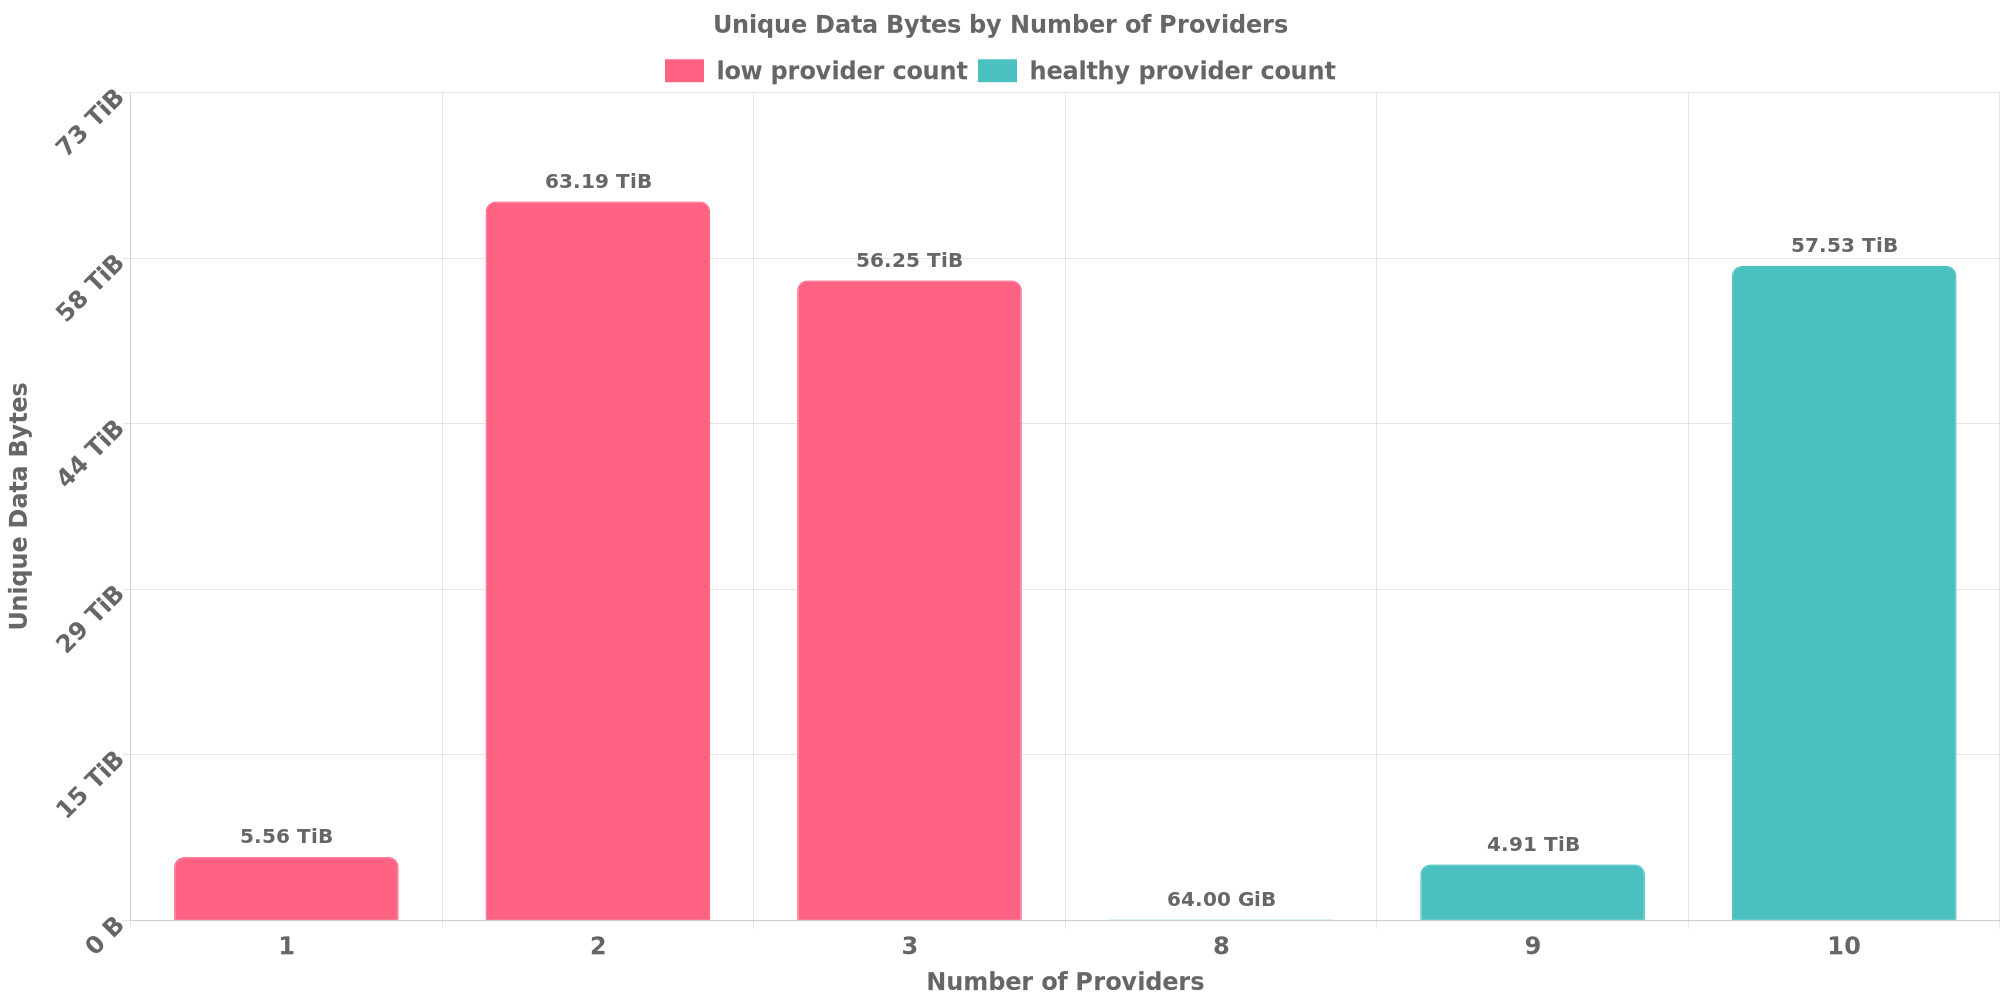 Unique Data Bytes by Number of Providers
low provider count healthy provider count
73 TiB
58 TiB
44 TiB
29 TiB
15 TiB
0 B
Unique Data Bytes
5.56 TiB
63.19 TiB
56.25 TiB
64.00 GiB
4.91 TiB
57.53 TiB
1 2 3 8 9 10
Number of Providers